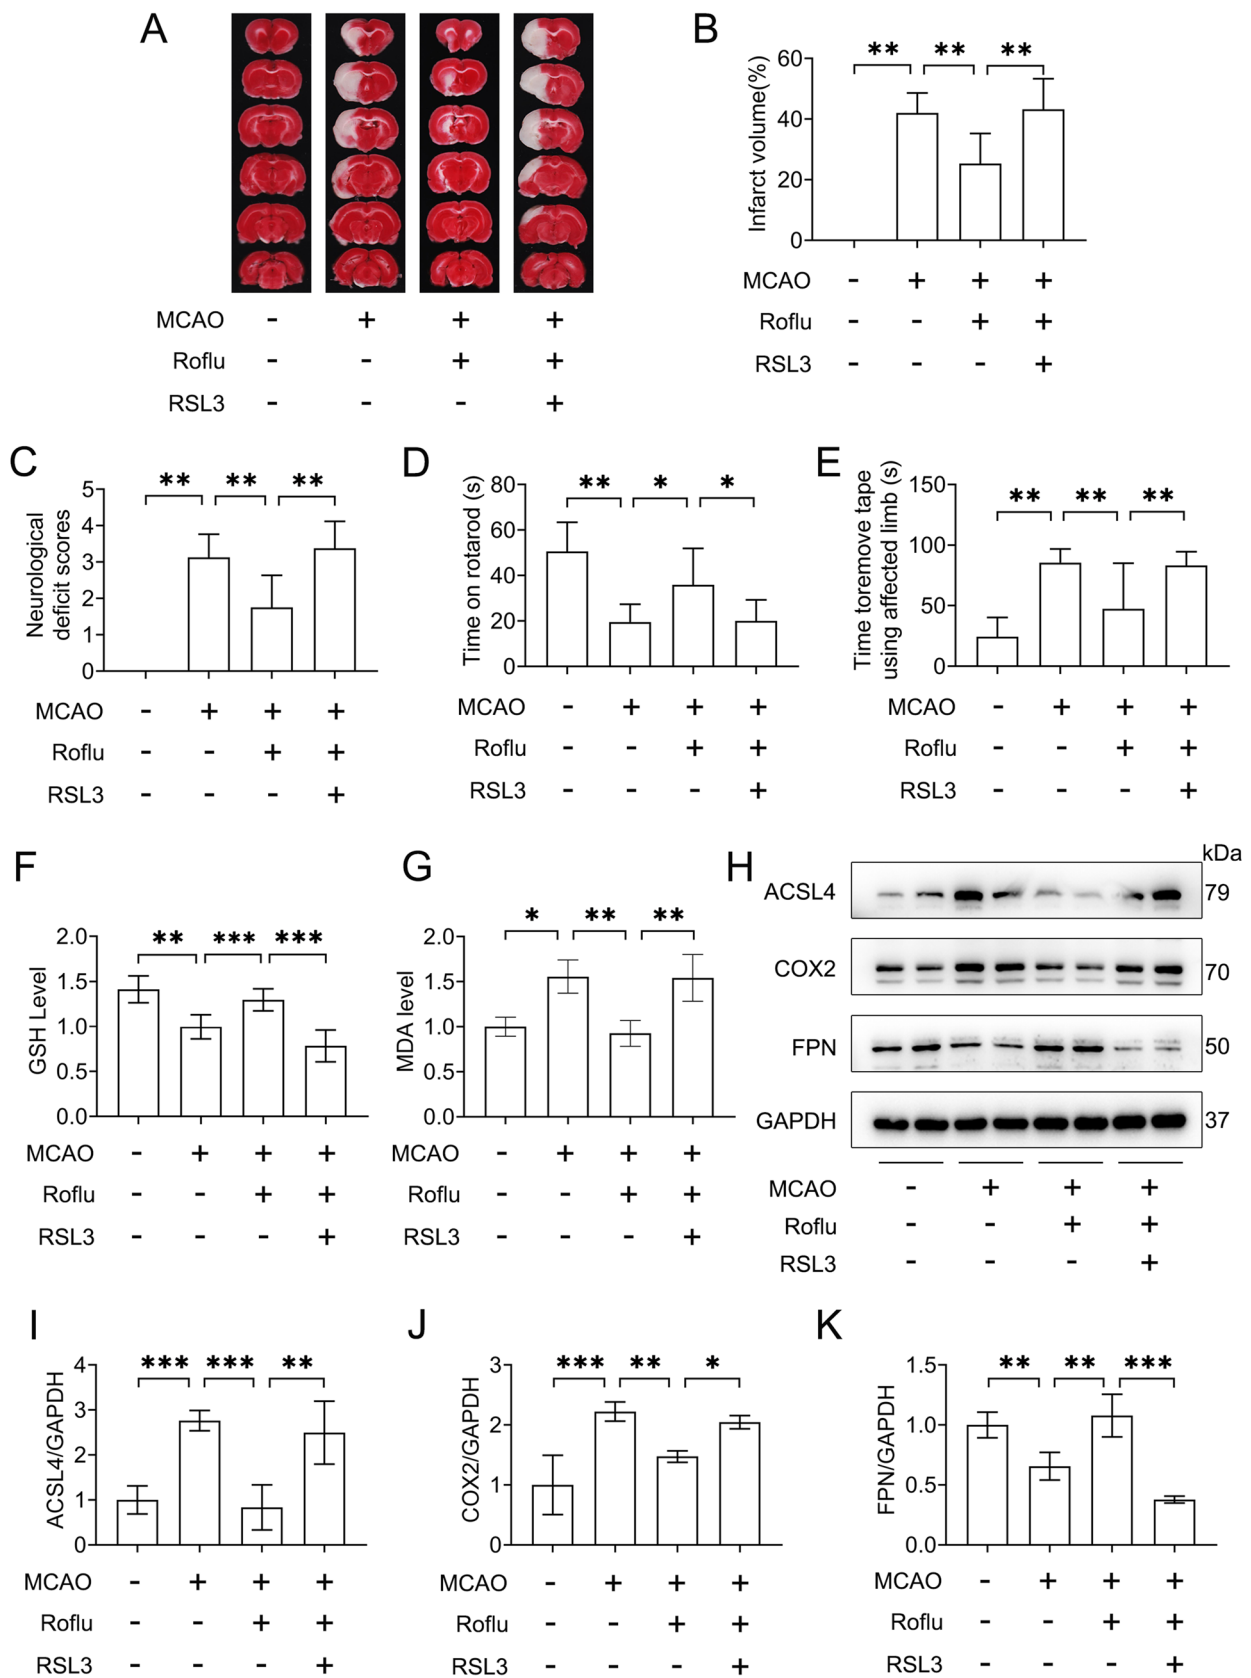 A
MCAO - + + +
Roflu - - + +
RSL3 - - - +
B
** ** **
Infarct volume(%)
60
40
20
0
MCAO - + + +
Roflu - - + +
RSL3 - - - +
C
** ** **
Neurological
deficit scores
5
4
3
2
1
0
MCAO - + + +
Roflu - - + +
RSL3 - - - +
D
** * *
Time on rotarod (s)
80
60
40
20
0
MCAO - + + +
Roflu - - + +
RSL3 - - - +
E
** ** **
Time toremove tape
using affected limb (s)
150
100
50
0
MCAO - + + +
Roflu - - + +
RSL3 - - - +
F
** *** ***
GSH Level
2.0
1.5
1.0
0.5
0.0
MCAO - + + +
Roflu - - + +
RSL3 - - - +
G
* ** **
MDA level
2.0
1.5
1.0
0.5
0.0
MCAO - + + +
Roflu - - + +
RSL3 - - - +
H
kDa
ACSL4 79
COX2 70
FPN 50
GAPDH 37
MCAO - + + +
Roflu - - + +
RSL3 - - - +
I
*** *** **
ACSL4/GAPDH
4
3
2
1
0
MCAO - + + +
Roflu - - + +
RSL3 - - - +
J
*** ** *
COX2/GAPDH
3
2
1
0
MCAO - + + +
Roflu - - + +
RSL3 - - - +
K
** ** ***
FPN/GAPDH
1.5
1.0
0.5
0.0
MCAO - + + +
Roflu - - + +
RSL3 - - - +